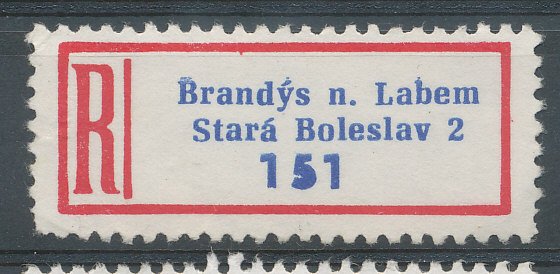 R
Brandýs n. Labem
Stará Boleslav 2
151